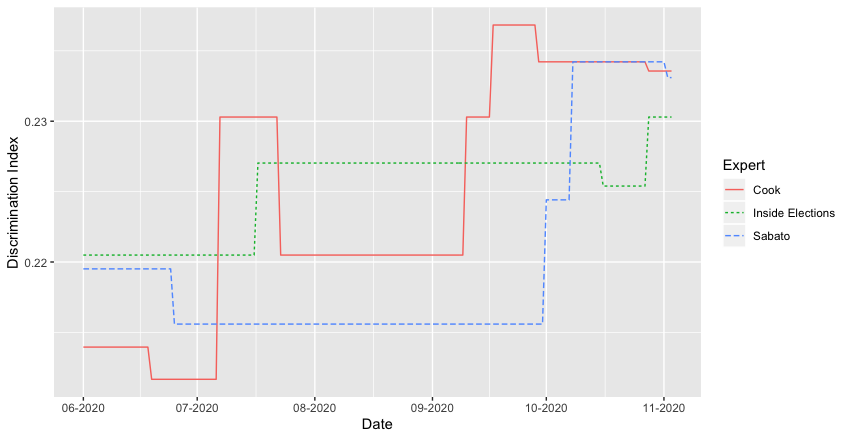 Discrimination Index
0.23
0.22
06-2020
07-2020
08-2020
09-2020
10-2020
11-2020
Date
Expert
Cook
Inside Elections
Sabato